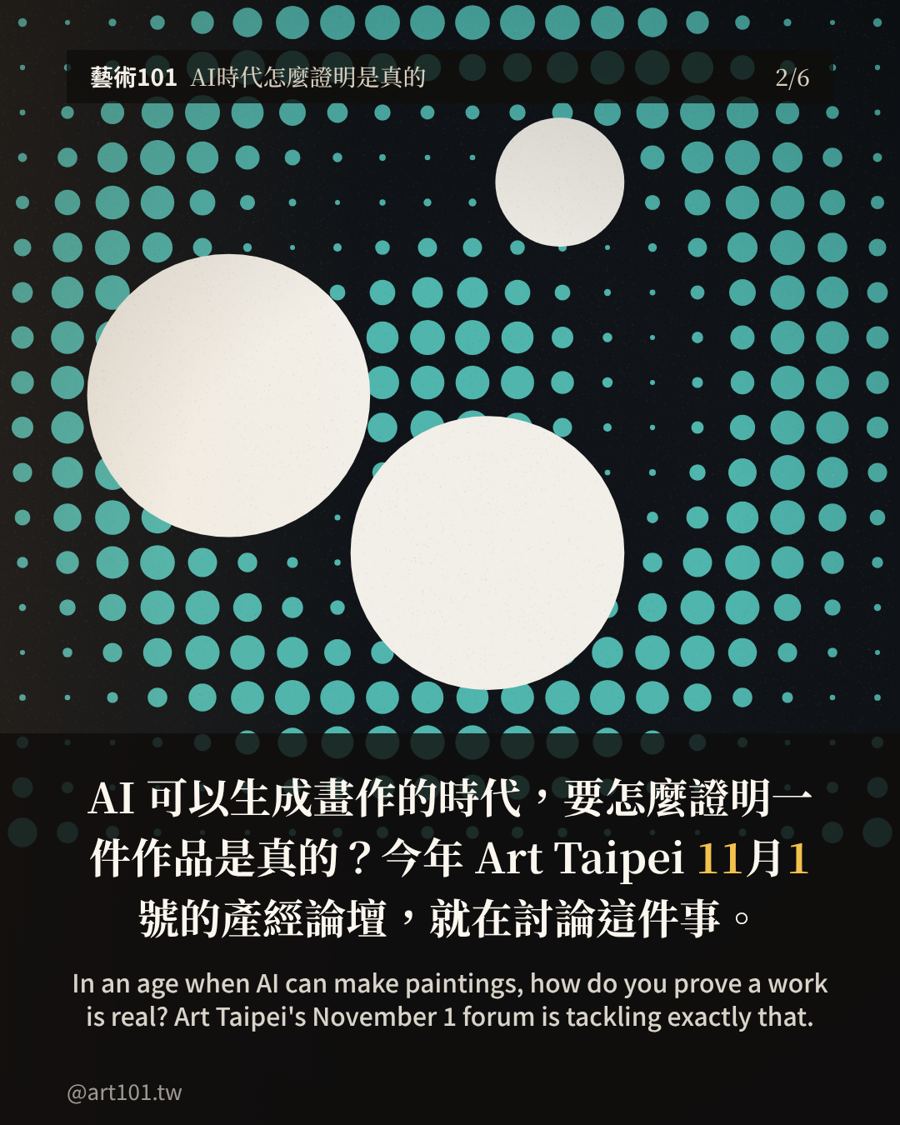 藝術101 AI時代怎麼證明是真的 2/6
AI 可以生成畫作的時代，要怎麼證明一
件作品是真的？今年 Art Taipei 11月1
號的產經論壇，就在討論這件事。
In an age when AI can make paintings, how do you prove a work
is real? Art Taipei's November 1 forum is tackling exactly that.
@art101.tw